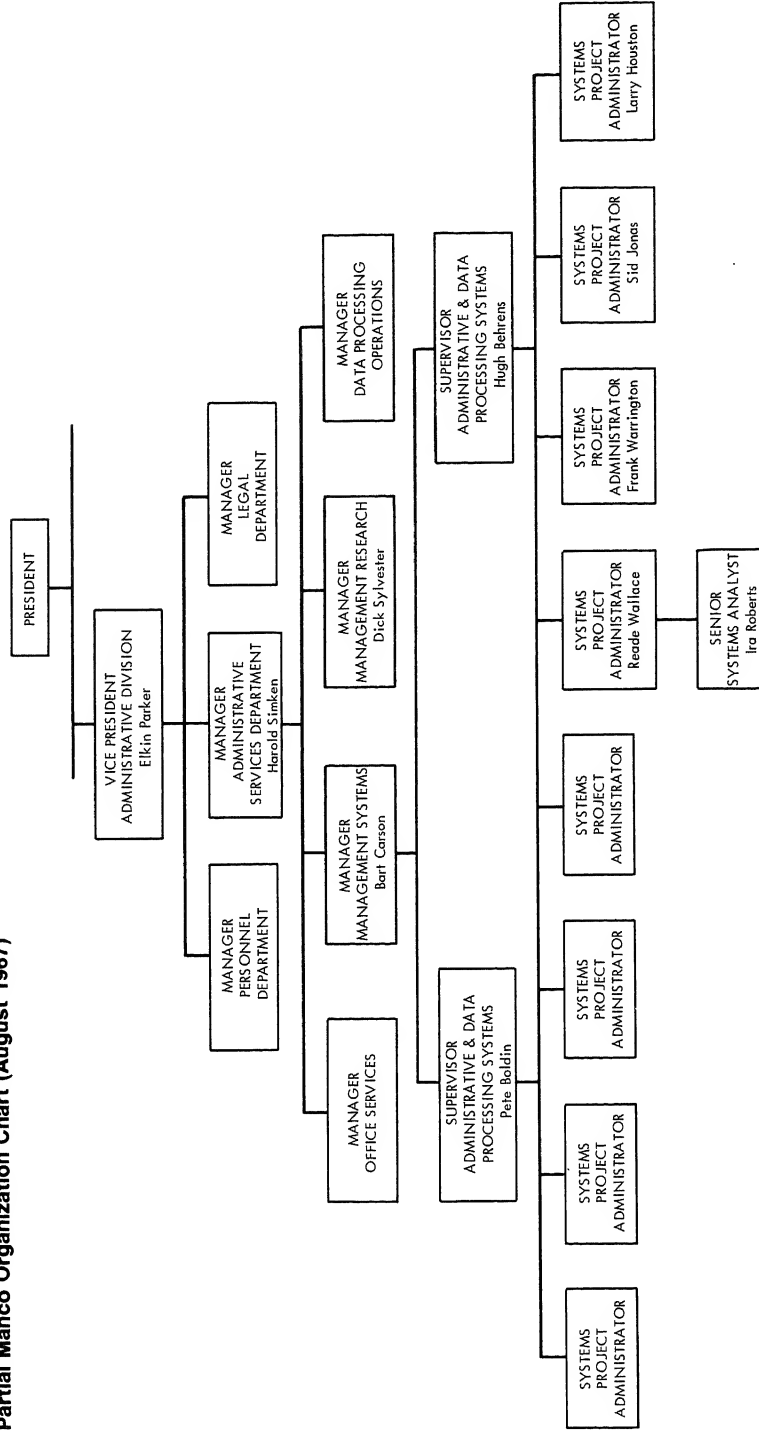 Partial Manco Organization Chart (August 1967)
PRESIDENT
VICE PRESIDENT
ADMINISTRATIVE DIVISION
Elkin Parker
MANAGER
PERSONNEL
DEPARTMENT
MANAGER
ADMINISTRATIVE
SERVICES DEPARTMENT
Harold Simken
MANAGER
LEGAL
DEPARTMENT
MANAGER
OFFICE SERVICES
MANAGER
MANAGEMENT SYSTEMS
Bart Carson
MANAGER
MANAGEMENT RESEARCH
Dick Sylvester
MANAGER
DATA PROCESSING
OPERATIONS
SUPERVISOR
ADMINISTRATIVE & DATA
PROCESSING SYSTEMS
Pete Boldin
SUPERVISOR
ADMINISTRATIVE & DATA
PROCESSING SYSTEMS
Hugh Behrens
SYSTEMS
PROJECT
ADMINISTRATOR
SYSTEMS
PROJECT
ADMINISTRATOR
SYSTEMS
PROJECT
ADMINISTRATOR
SYSTEMS
PROJECT
ADMINISTRATOR
SYSTEMS
PROJECT
ADMINISTRATOR
Reade Wallace
SYSTEMS
PROJECT
ADMINISTRATOR
Frank Warrington
SYSTEMS
PROJECT
ADMINISTRATOR
Sid Jonas
SYSTEMS
PROJECT
ADMINISTRATOR
Larry Houston
SENIOR
SYSTEMS ANALYST
Ira Roberts